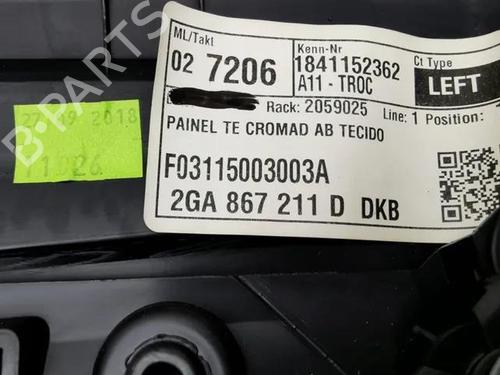 ML/Takt
02 7206
Kenn-Nr
1841152362
A11 - TROC
Ct Type
LEFT
Rack: 2059025 Line: 1 Position:
PAINEL TE CROMAD AB TECIDO
F03115003003A
2GA 867 211 D DKB
27 09 2018
11026
B-PARTS